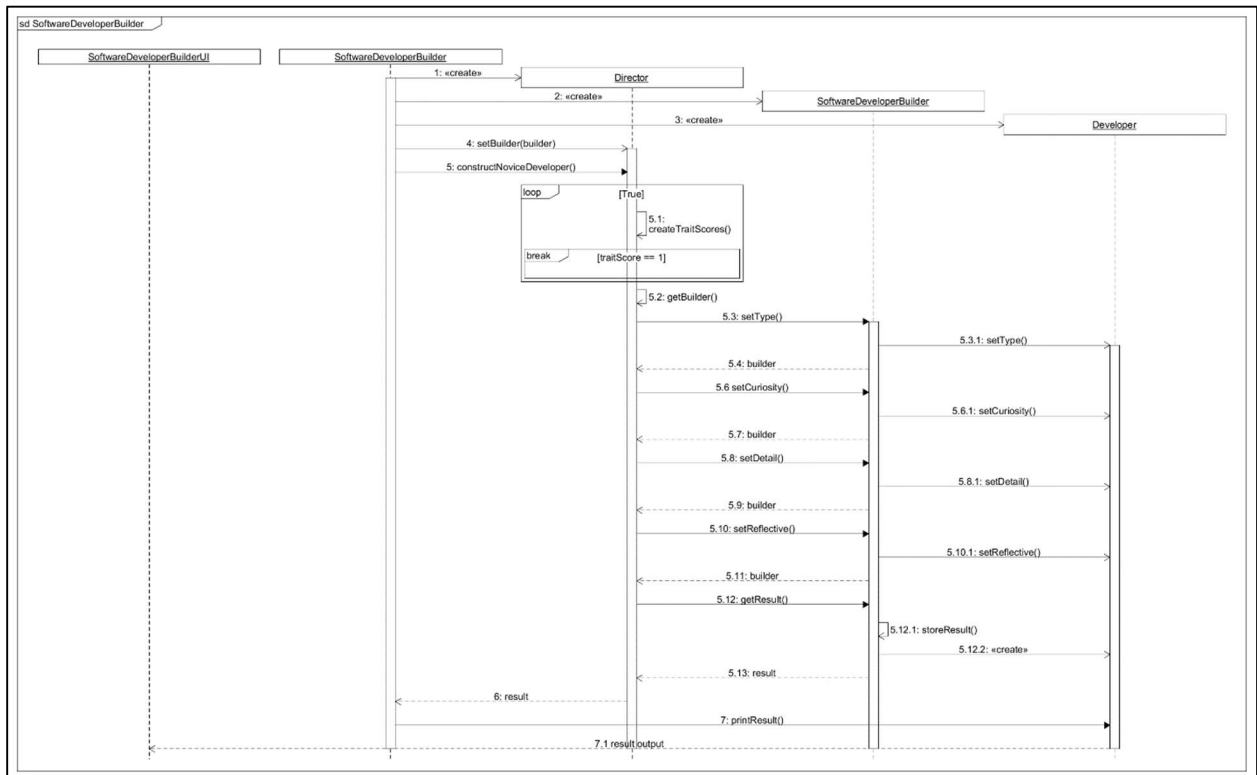 sd SoftwareDeveloperBuilder
SoftwareDeveloperBuilderUI
SoftwareDeveloperBuilder
1: «create»
Director
2: «create»
SoftwareDeveloperBuilder
3: «create»
Developer
4: setBuilder(builder)
5: constructNoviceDeveloper()
loop
[True]
5.1:
createTraitScores()
break
[traitScore == 1]
5.2: getBuilder()
5.3: setType()
5.3.1: setType()
5.4: builder
5.6 setCuriosity()
5.6.1: setCuriosity()
5.7: builder
5.8: setDetail()
5.8.1: setDetail()
5.9: builder
5.10: setReflective()
5.10.1: setReflective()
5.11: builder
5.12: getResult()
5.12.1: storeResult()
5.12.2: «create»
5.13: result
6: result
7: printResult()
7.1 result output